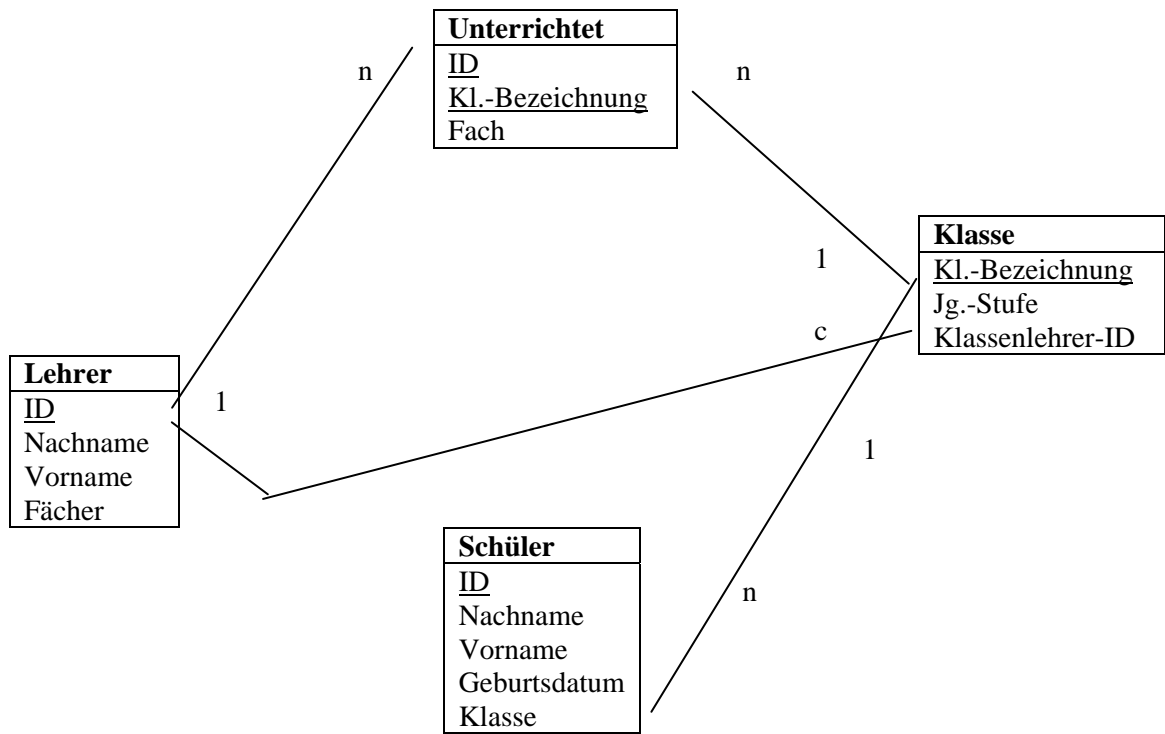 Unterrichtet
ID
Kl.-Bezeichnung
Fach
n
n
Klasse
Kl.-Bezeichnung
Jg.-Stufe
Klassenlehrer-ID
1
c
Lehrer
ID
Nachname
Vorname
Fächer
1
1
Schüler
ID
Nachname
Vorname
Geburtsdatum
Klasse
n